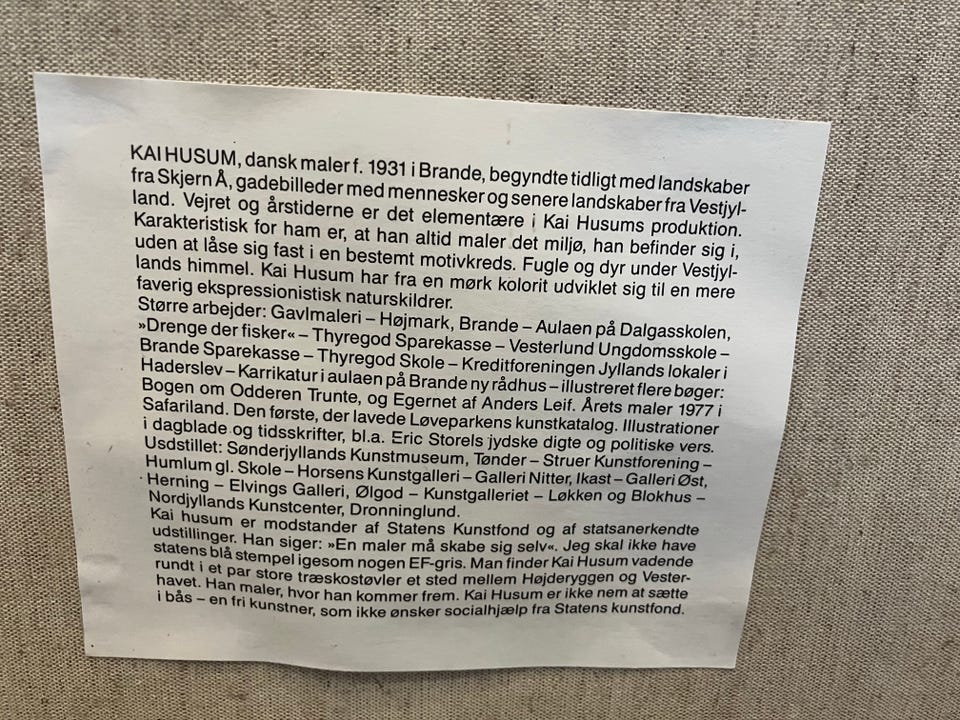 KAI HUSUM, dansk maler f. 1931 i Brande, begyndte tidligt med landskaber
fra Skjern Å, gadebilleder med mennesker og senere landskaber fra Vestjyl-
land. Vejret og årstiderne er det elementære i Kai Husums produktion.
Karakteristisk for ham er, at han altid maler det miljø, han befinder sig i,
uden at låse sig fast i en bestemt motivkreds. Fugle og dyr under Vestjyl-
lands himmel. Kai Husum har fra en mørk kolorit udviklet sig til en mere
faverig ekspressionistisk naturskildrer.
Större arbejder: Gavlmaleri – Højmark, Brande – Aulaen på Dalgasskolen,
»Drenge der fisker« – Thyregod Sparekasse – Vesterlund Ungdomsskole –
Brande Sparekasse – Thyregod Skole – Kreditforeningen Jyllands lokaler i
Haderslev – Karrikatur i aulaen på Brande ny rådhus – illustreret flere bøger:
Bogen om Odderen Trunte, og Egernet af Anders Leif. Årets maler 1977 i
Safariland. Den første, der lavede Løveparkens kunstkatalog. Illustrationer
i dagblade og tidsskrifter, bl.a. Eric Storels jydske digte og politiske vers.
Usdstillet: Sønderjyllands Kunstmuseum, Tønder – Struer Kunstforening –
Humlum gl. Skole – Horsens Kunstgalleri – Galleri Nitter, Ikast – Galleri Øst,
Herning – Elvings Galleri, Ølgod – Kunstgalleriet – Løkken og Blokhus –
Nordjyllands Kunstcenter, Dronninglund.
Kai husum er modstander af Statens Kunstfond og af statsanerkendte
udstillinger. Han siger: »En maler må skabe sig selv«. Jeg skal ikke have
statens blå stempel igesom nogen EF-gris. Man finder Kai Husum vadende
rundt i et par store træskostøvler et sted mellem Højderyggen og Vester-
havet. Han maler, hvor han kommer frem. Kai Husum er ikke nem at sætte
i bås – en fri kunstner, som ikke ønsker socialhjælp fra Statens kunstfond.